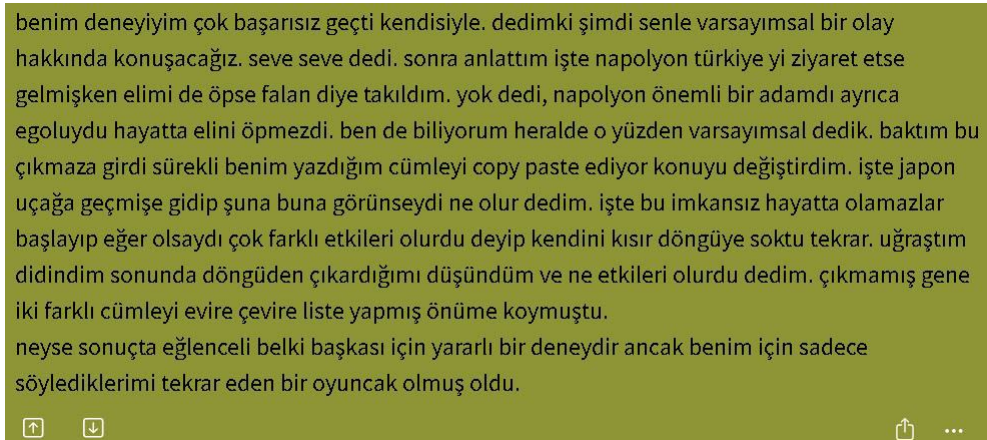 benim deneyiyim çok başarısız geçti kendisiyle. dedimki şimdi senle varsayımsal bir olay
hakkında konuşacağız. seve seve dedi. sonra anlattım işte napolyon türkiye yi ziyaret etse
gelmişken elimi de öpse falan diye takıldım. yok dedi, napolyon önemli bir adamdı ayrıca
egoluydu hayatta elini öpmezdi. ben de biliyorum heralde o yüzden varsayımsal dedik. baktım bu
çıkmaza girdi sürekli benim yazdığım cümleyi copy paste ediyor konuyu değiştirdim. işte japon
uçağa geçmişe gidip şuna buna görünseydi ne olur dedim. işte bu imkansız hayatta olamazlar
başlayıp eğer olsaydı çok farklı etkileri olurdu deyip kendini kısır döngüye soktu tekrar. uğraştım
didindim sonunda döngüden çıkardığımı düşündüm ve ne etkileri olurdu dedim. çıkmamış gene
iki farklı cümleyi evire çevire liste yapmış önüme koymuştu.
neyse sonuçta eğlenceli belki başkası için yararlı bir deneydir ancak benim için sadece
söylediklerimi tekrar eden bir oyuncak olmuş oldu.